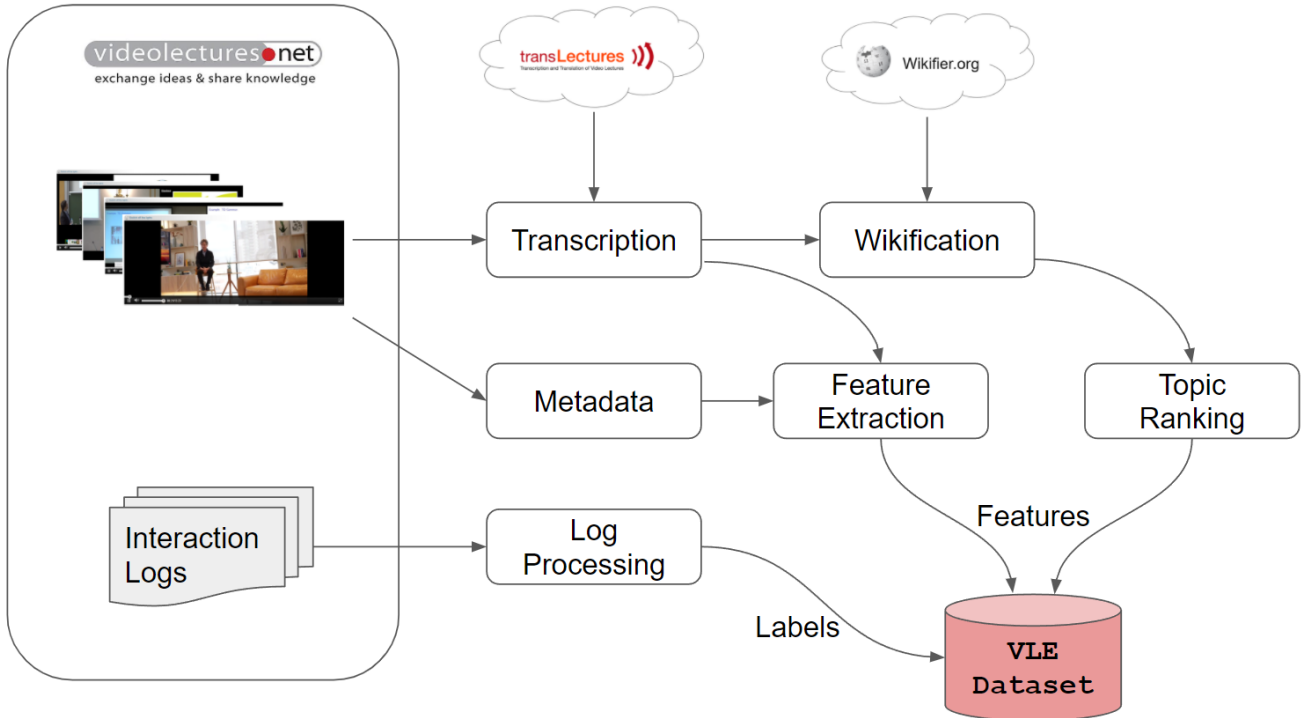 videolectures.net
exchange ideas & share knowledge
transLectures
Transcription and Translation of Video Lectures
Wikifier.org
Transcription
Wikification
Metadata
Feature
Extraction
Topic
Ranking
Interaction
Logs
Log
Processing
Features
Labels
VLE
Dataset